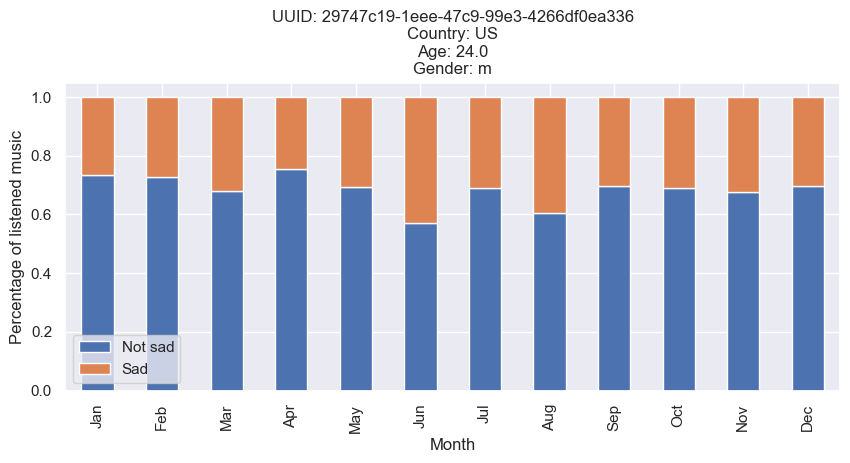 UUID: 29747c19-1eee-47c9-99e3-4266df0ea336
Country: US
Age: 24.0
Gender: m
Percentage of listened music
1.0
0.8
0.6
0.4
0.2
0.0
Not sad
Sad
Jan
Feb
Mar
Apr
May
Jun
Jul
Aug
Sep
Oct
Nov
Dec
Month